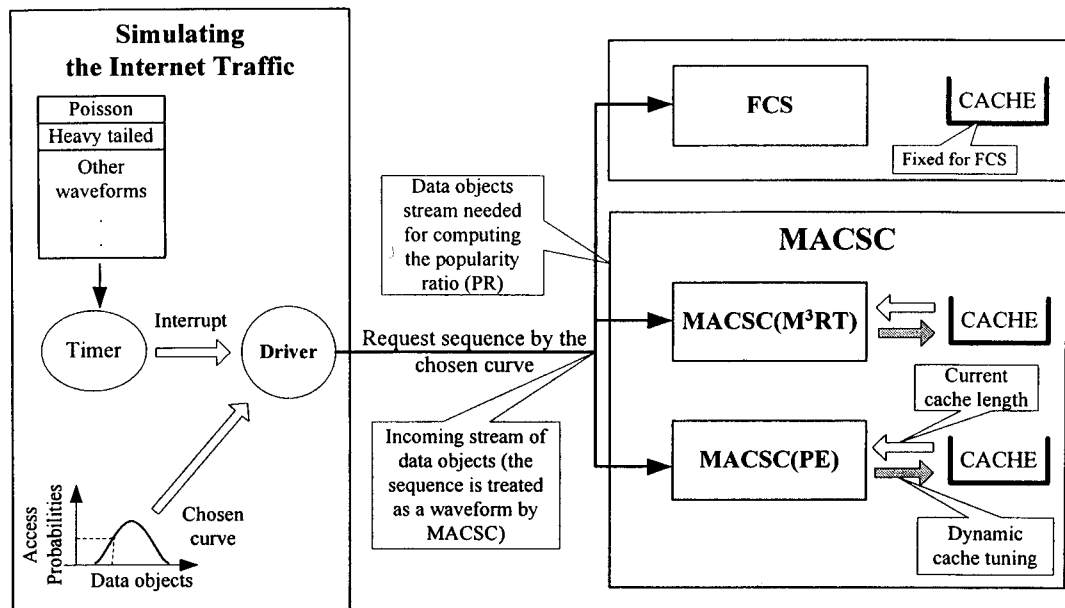 Simulating
the Internet Traffic
Poisson
Heavy tailed
Other
waveforms
.
.
Timer
Interrupt
Driver
Access
Probabilities
Chosen
curve
Data objects
Request sequence by the
chosen curve
Data objects
stream needed
for computing
the popularity
ratio (PR)
Incoming stream of
data objects (the
sequence is treated
as a waveform by
MACSC)
FCS
CACHE
Fixed for FCS
MACSC
MACSC(M³RT)
CACHE
Current
cache length
MACSC(PE)
CACHE
Dynamic
cache tuning